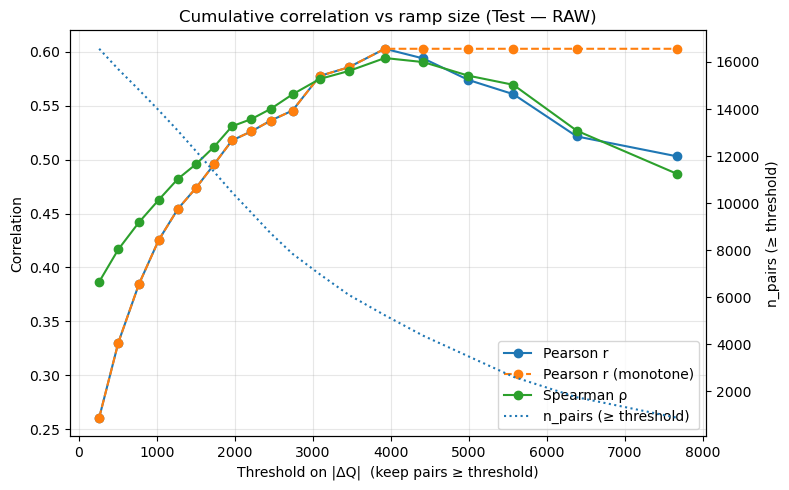 Cumulative correlation vs ramp size (Test — RAW)
Correlation
0.60
0.55
0.50
0.45
0.40
0.35
0.30
0.25
16000
14000
12000
10000
8000
6000
4000
2000
n_pairs (≥ threshold)
Pearson r
Pearson r (monotone)
Spearman ρ
n_pairs (≥ threshold)
0 1000 2000 3000 4000 5000 6000 7000 8000
Threshold on |ΔQ| (keep pairs ≥ threshold)